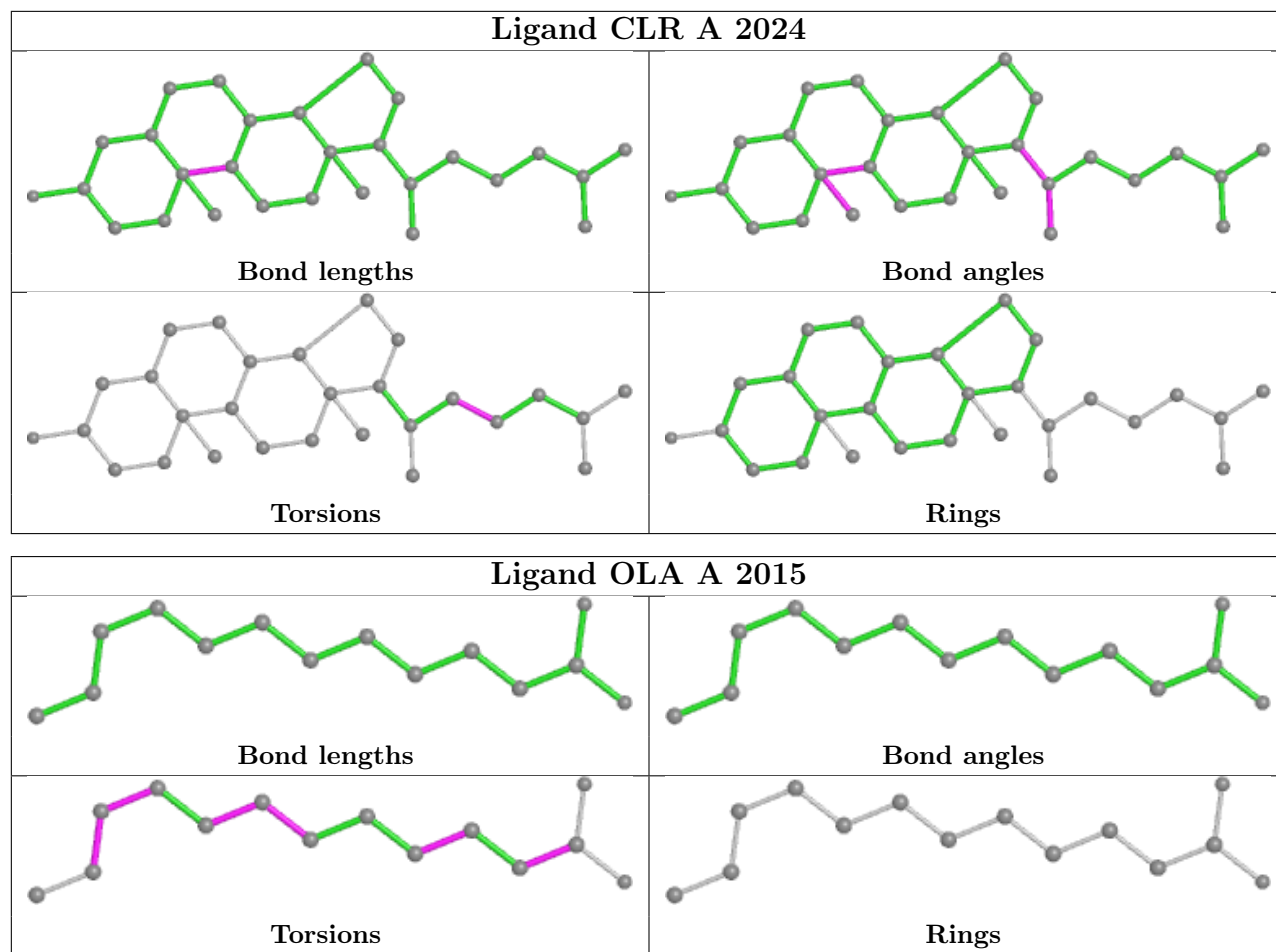 Ligand CLR A 2024
Bond lengths
Bond angles
Torsions
Rings
Ligand OLA A 2015
Bond lengths
Bond angles
Torsions
Rings